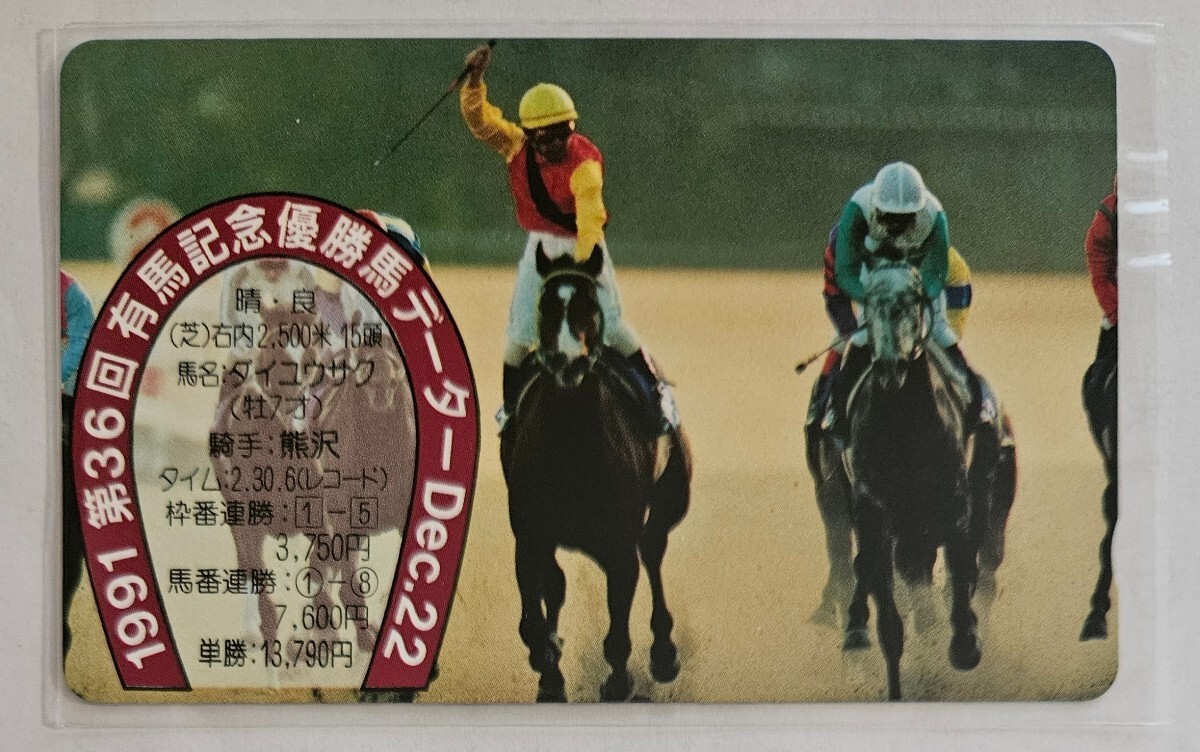 1991 第36回 有馬記念優勝馬データーDec.22
晴・良
(芝)右内2,500米 15頭
馬名:ダイユウサク
(牡7才)
騎手:熊沢
タイム:2.30.6(レコード)
枠番連勝:1-5
3,750円
馬番連勝:①-⑧
7,600円
単勝:13,790円